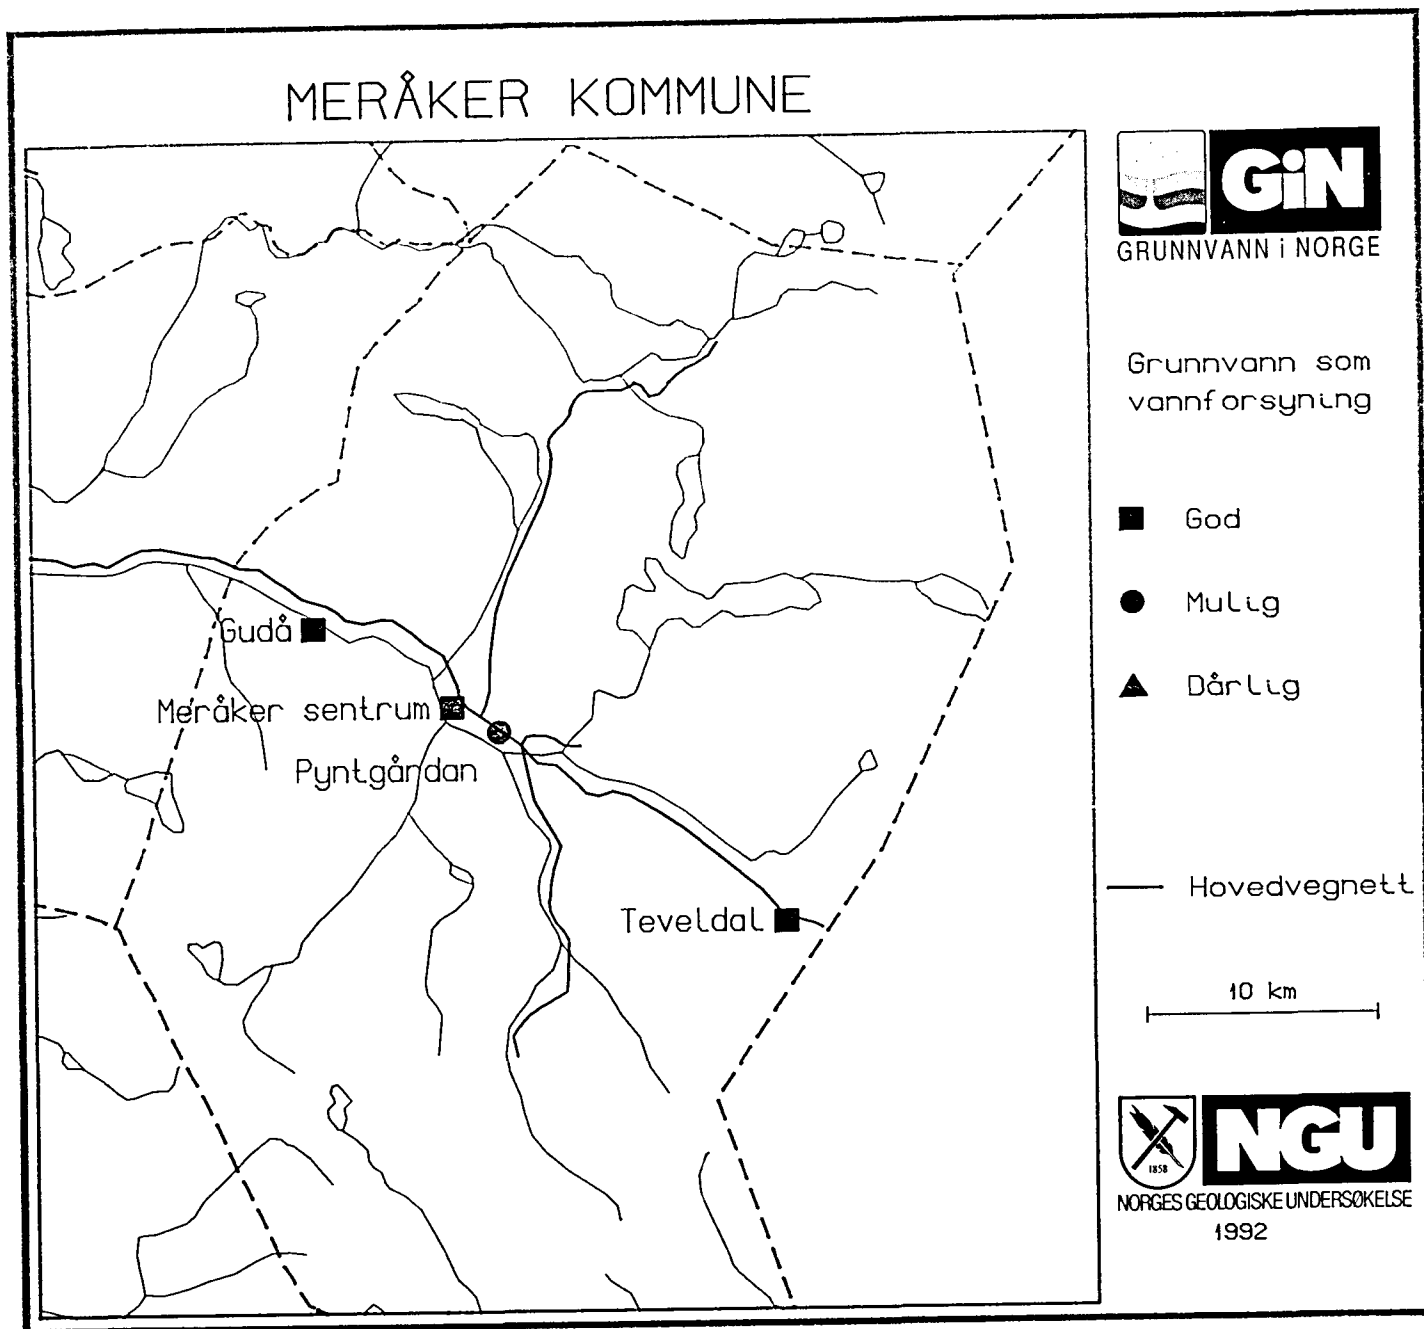 MERÅKER KOMMUNE
GiN
GRUNNVANN i NORGE
Grunnvann som
vannforsyning
God
Mulig
Dårlig
Hovedvegnett
10 km
Gudå
Meråker sentrum
Pyntgårdan
Teveldal
1858
NGU
NORGES GEOLOGISKE UNDERSØKELSE
1992